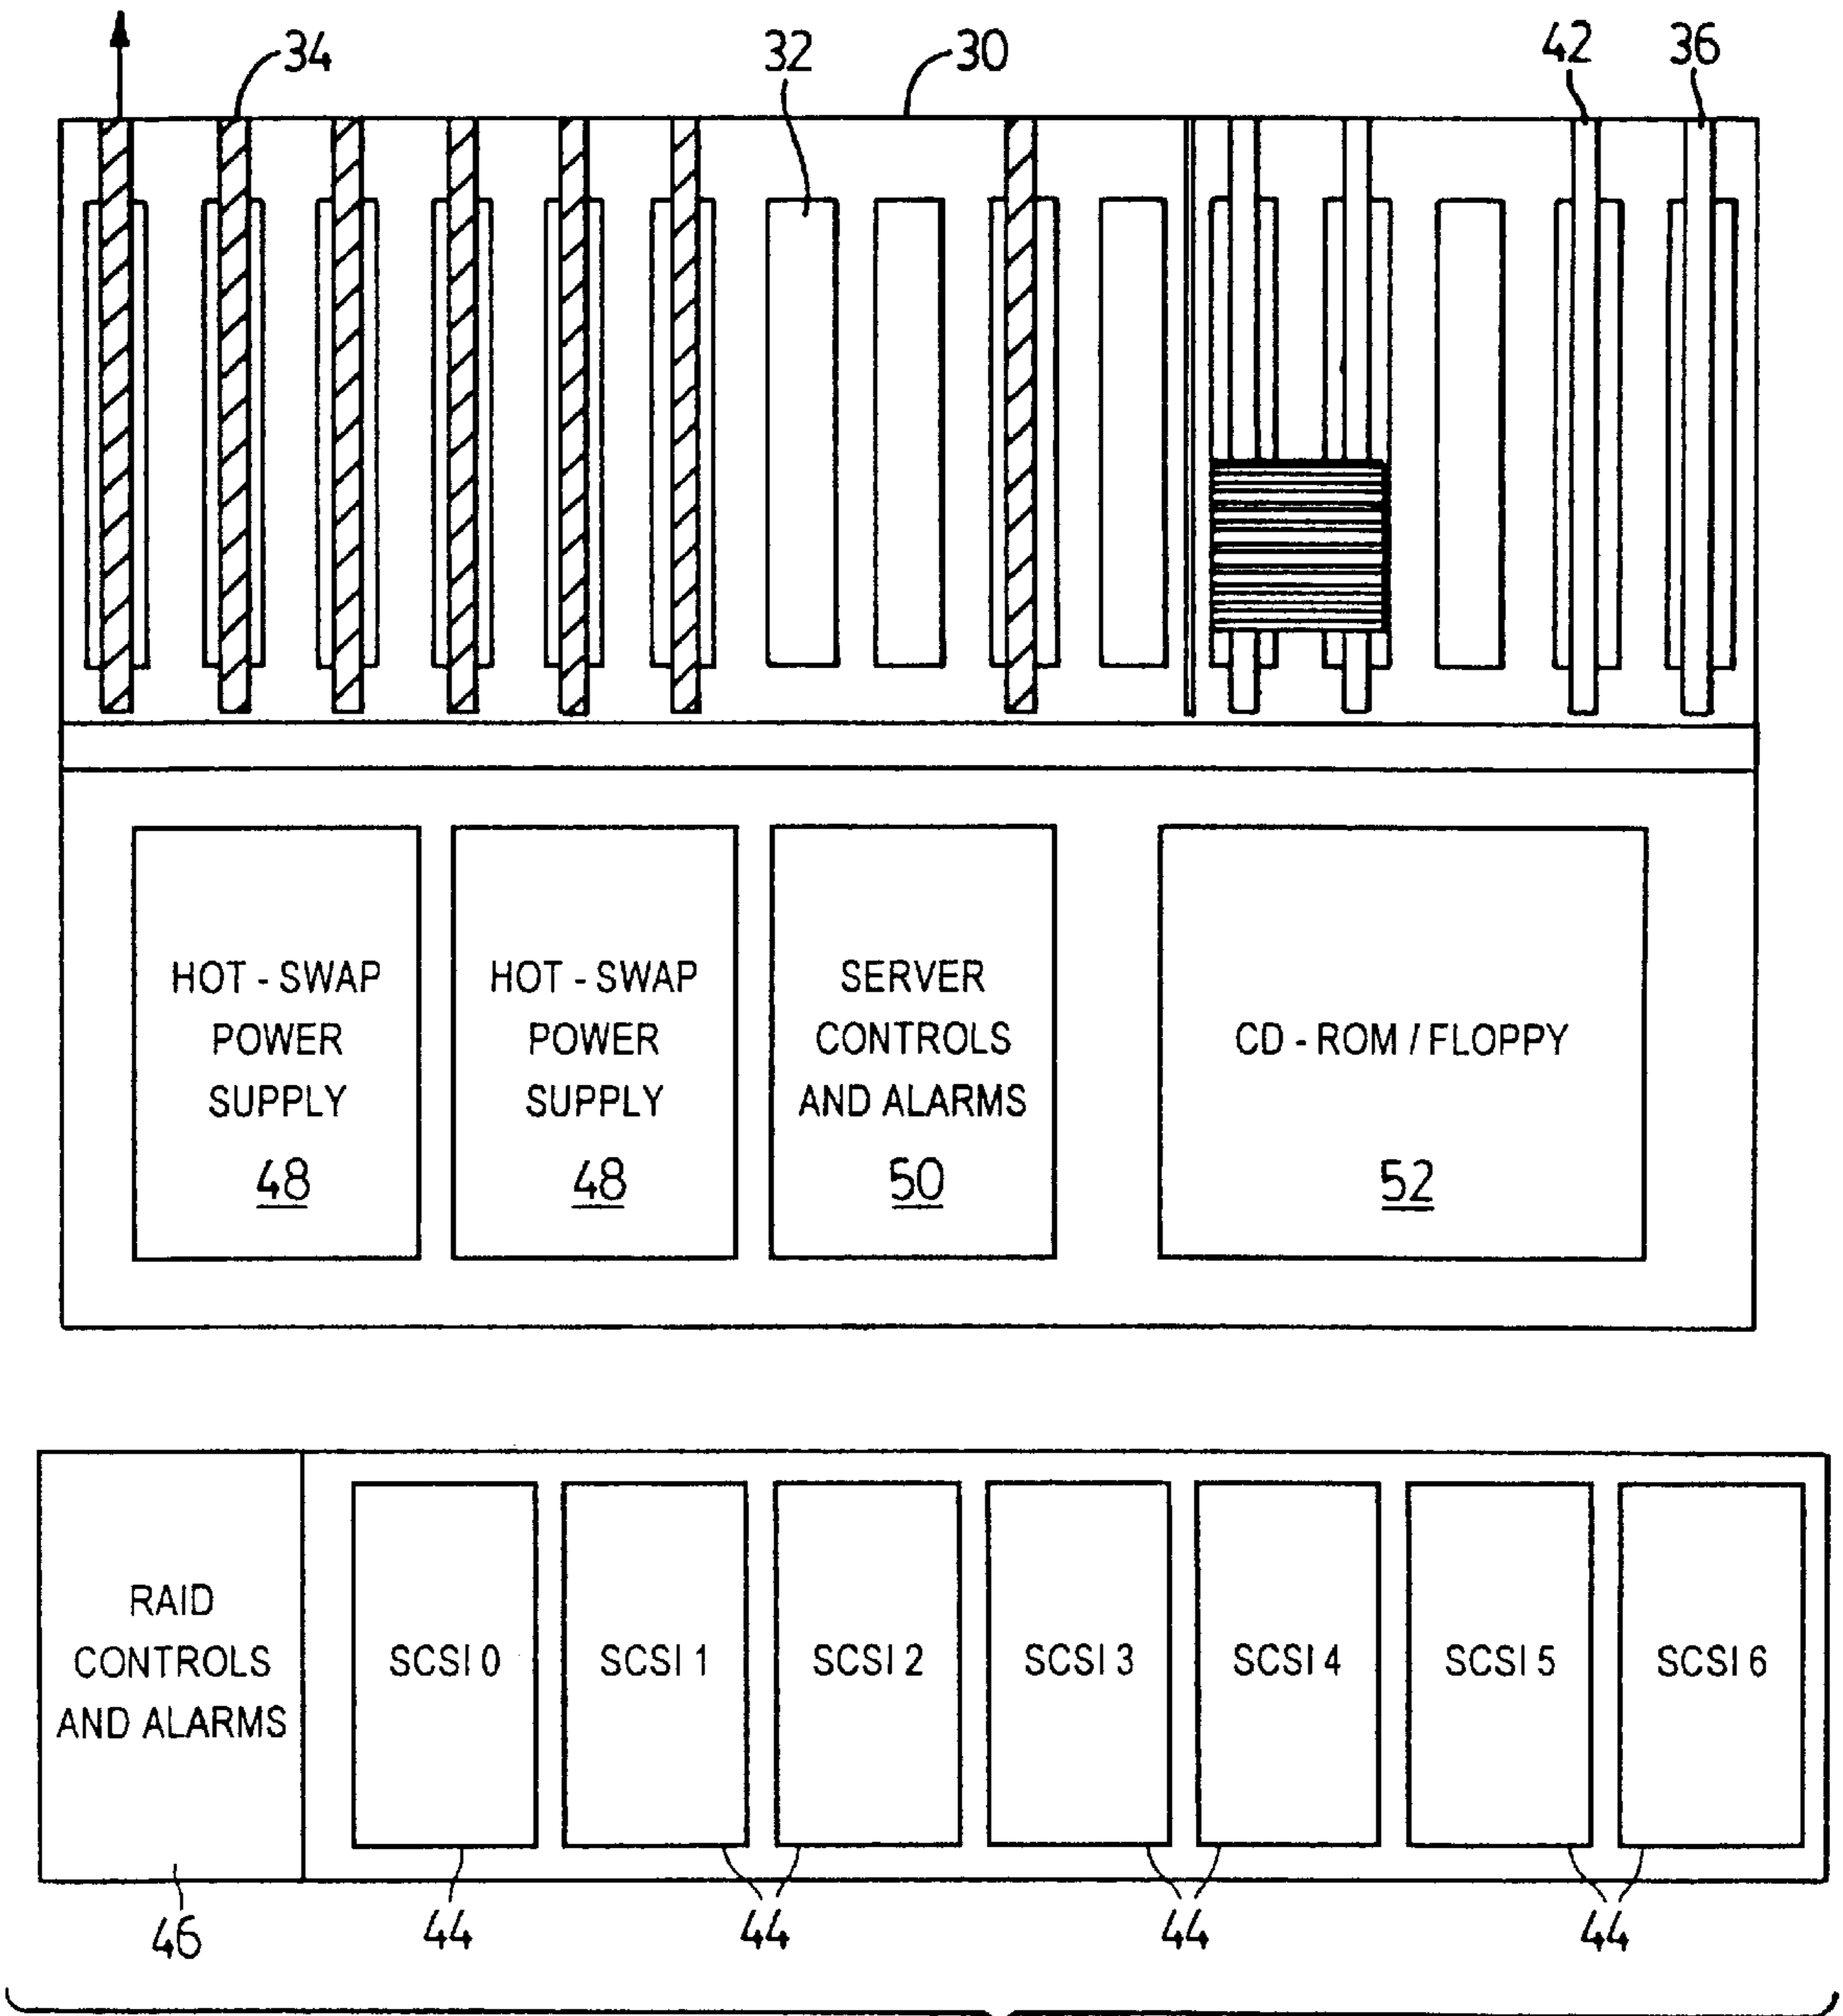 34 32 30 42 36
HOT - SWAP
POWER
SUPPLY
48
HOT - SWAP
POWER
SUPPLY
48
SERVER
CONTROLS
AND ALARMS
50
CD - ROM / FLOPPY
52
RAID
CONTROLS
AND ALARMS
SCSI 0
SCSI 1
SCSI 2
SCSI 3
SCSI 4
SCSI 5
SCSI 6
46 44 44 44 44